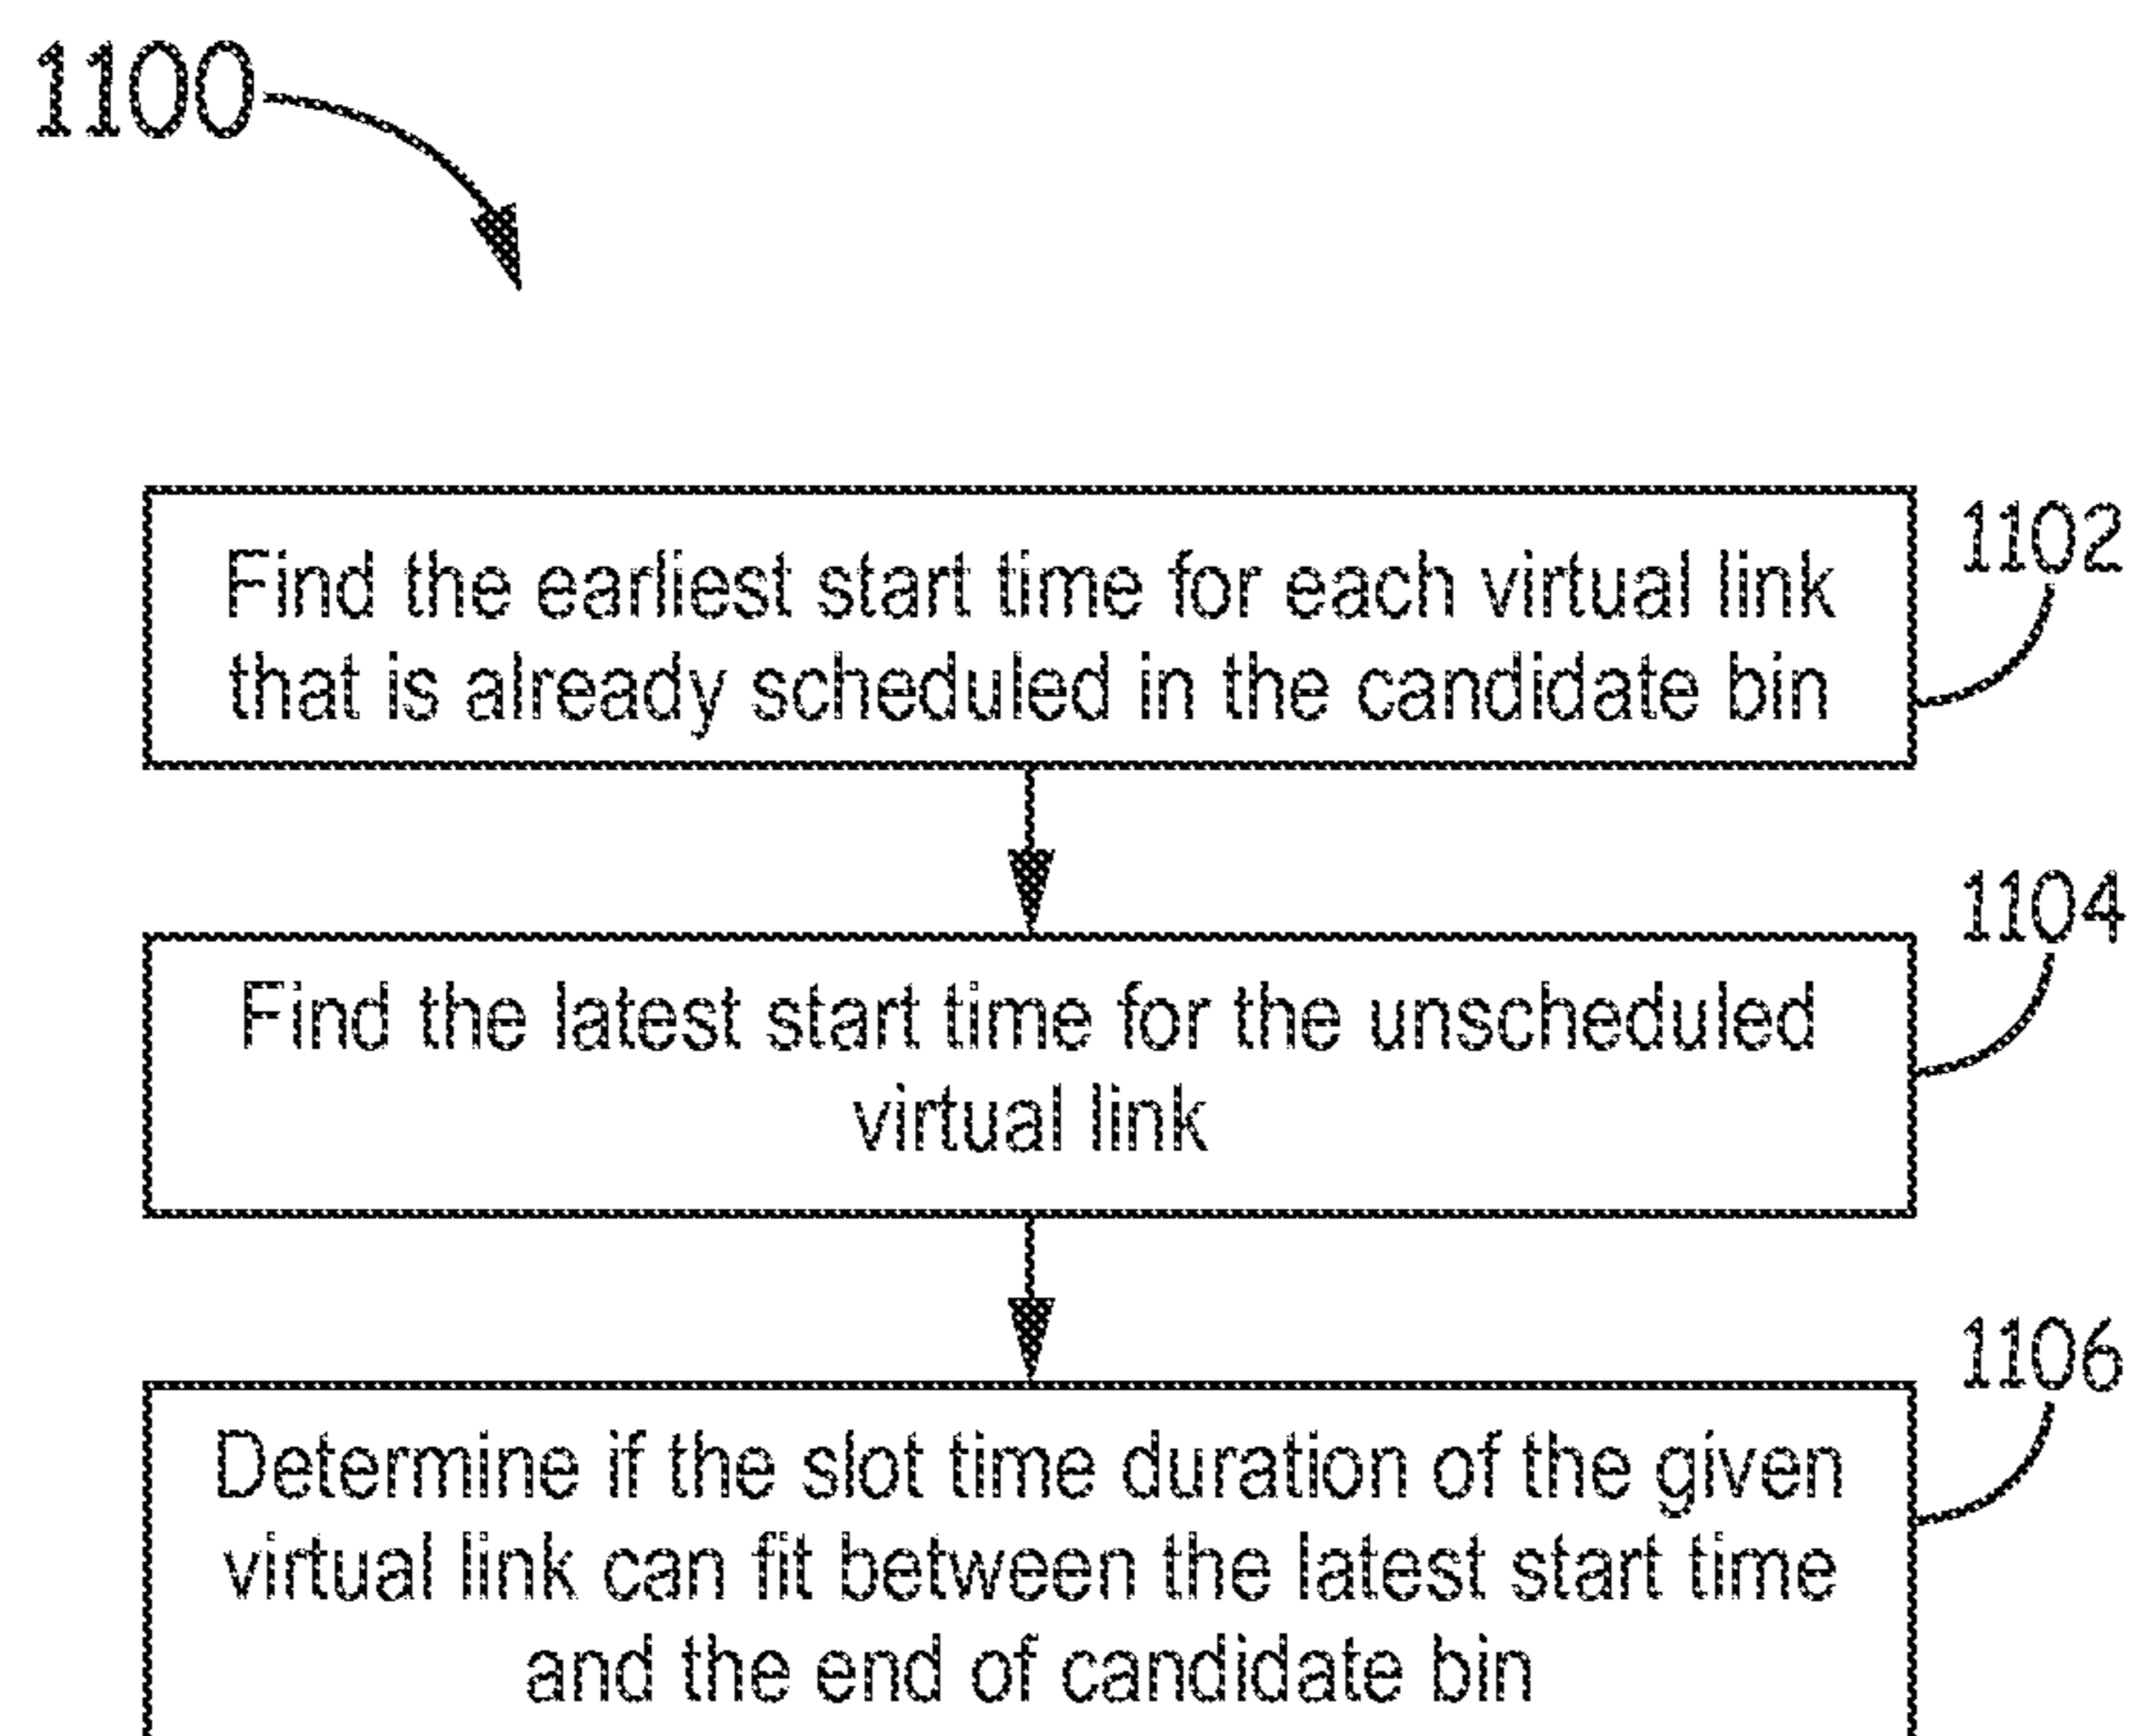 1100
Find the earliest start time for each virtual link
that is already scheduled in the candidate bin
1102
Find the latest start time for the unscheduled
virtual link
1104
Determine if the slot time duration of the given
virtual link can fit between the latest start time
and the end of candidate bin
1106